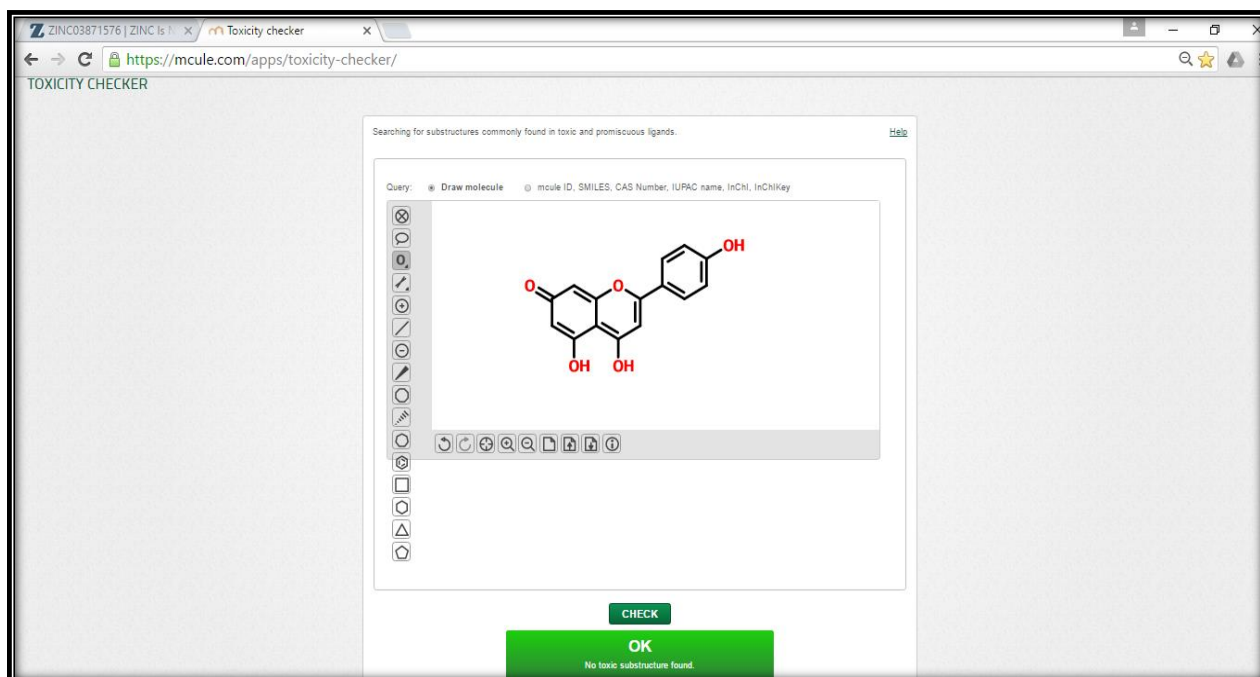 ZINC03871576 | ZINC Is N
Toxicity checker
https://mcule.com/apps/toxicity-checker/
TOXICITY CHECKER
Searching for substructures commonly found in toxic and promiscuous ligands. Help
Query: Draw molecule mcule ID, SMILES, CAS Number, IUPAC name, InChI, InChIKey
O
OH
O
O
OH OH
CHECK
OK
No toxic substructure found.